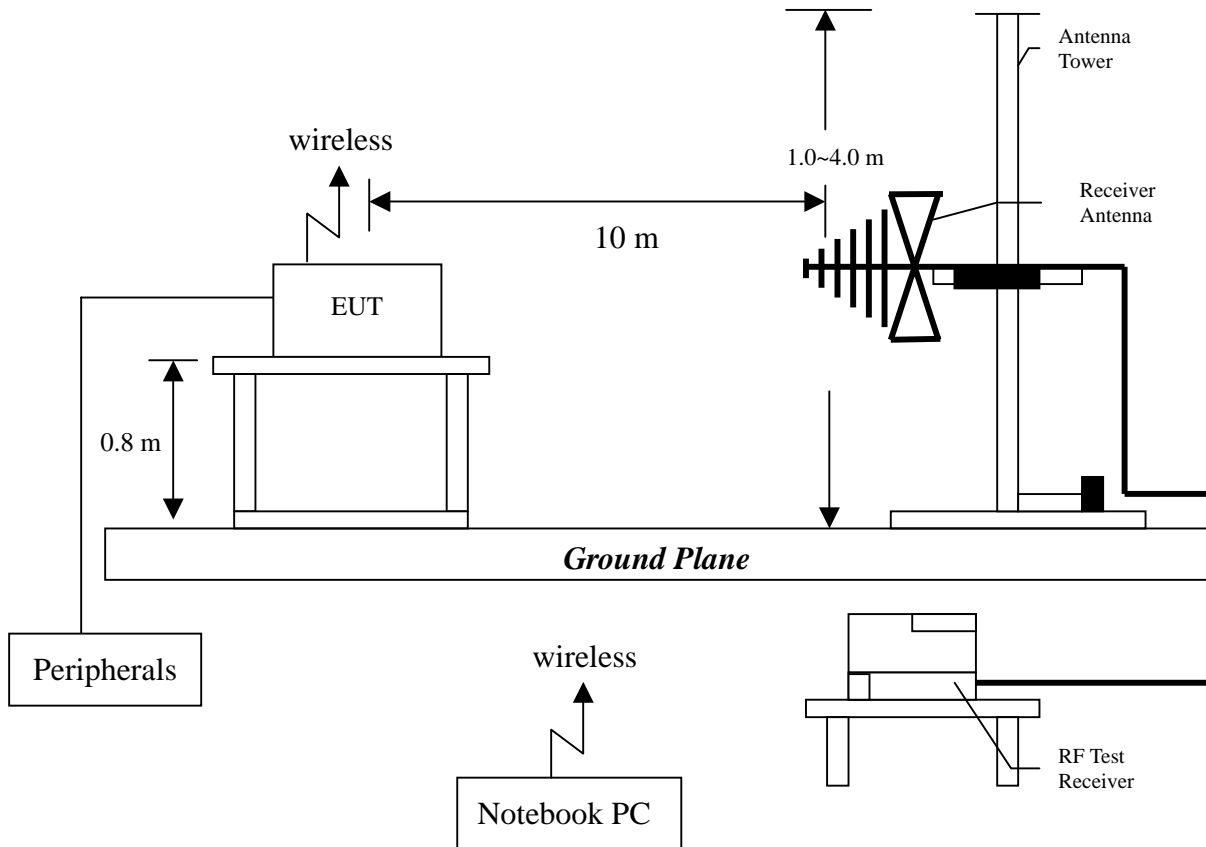 Antenna
Tower
wireless
1.0~4.0 m
Receiver
Antenna
10 m
EUT
0.8 m
Ground Plane
Peripherals
wireless
RF Test
Receiver
Notebook PC